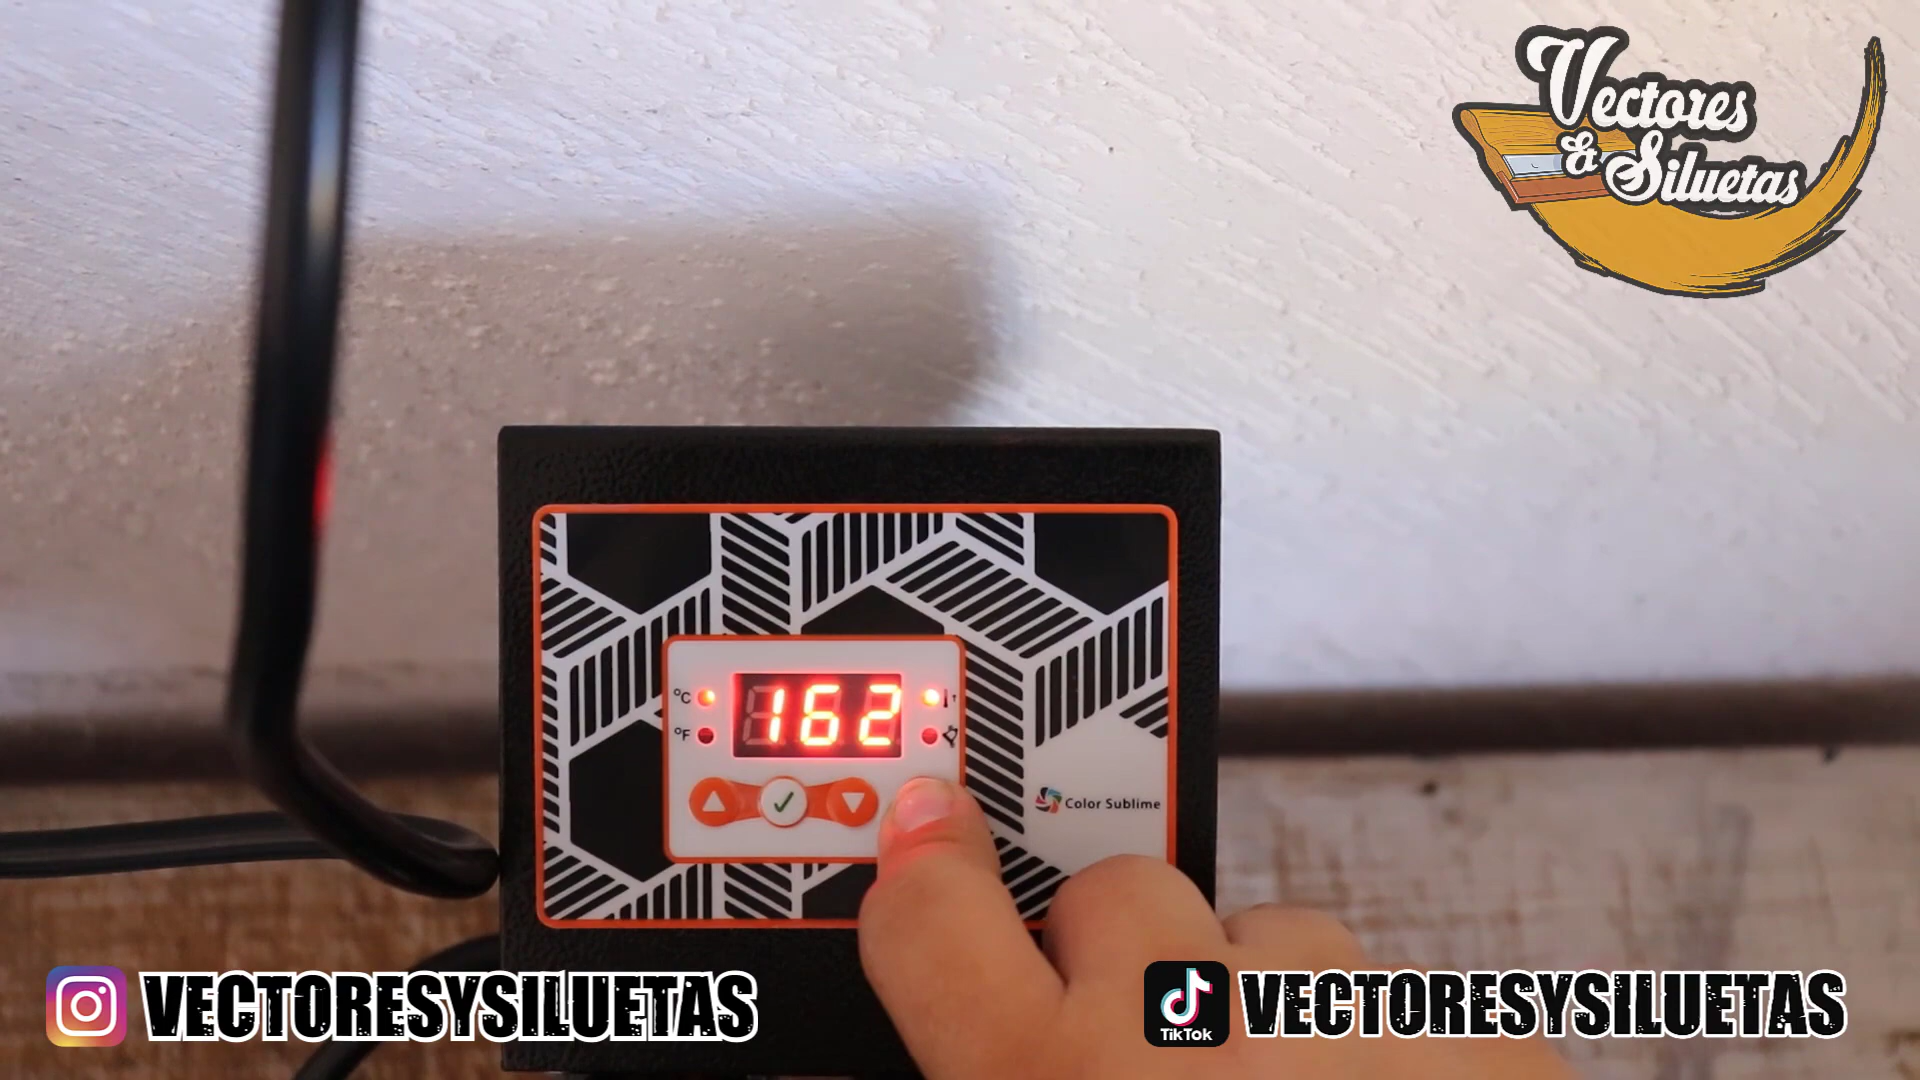 Vectores
& Siluetas
°C
162
°F
Color Sublime
VECTORESYSILUETAS
TikTok
VECTORESYSILUETAS